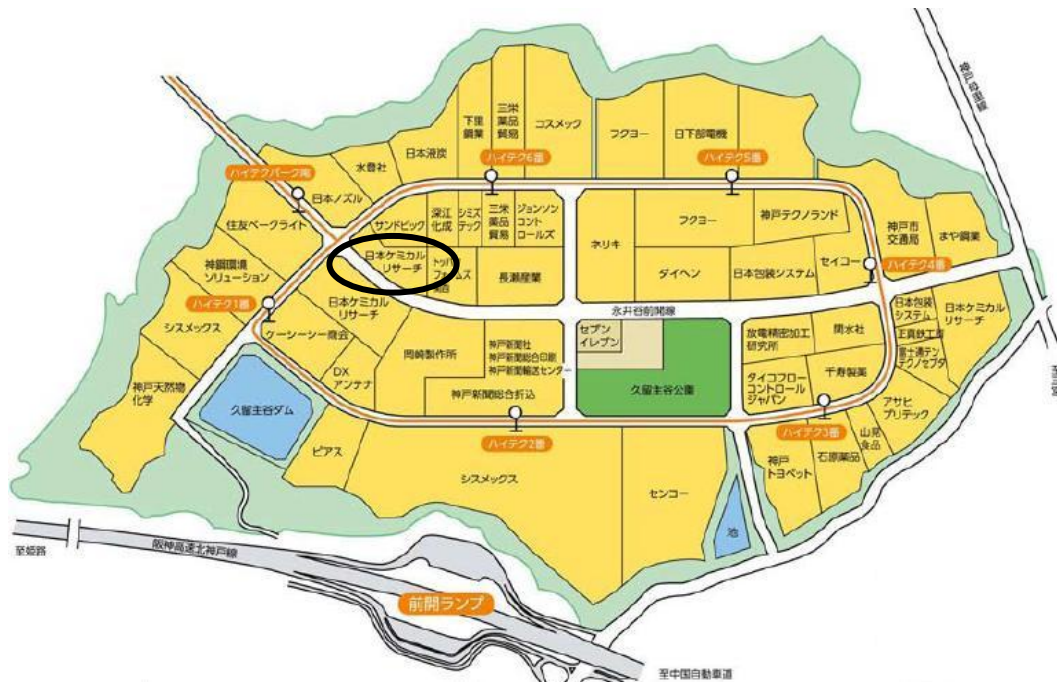 下里
鋼業
三栄
薬品
貿易
コスメック
フクヨー
日下部電機
日本液炭
ハイテク6番
ハイテク5番
水登社
ハイテクパーク南
日本ノズル
住友ベークライト
サンドビック
深江
化成
シミズ
テック
三栄
薬品
貿易
ジョンソン
コント
ロールズ
ネリキ
フクヨー
神戸テクノランド
神戸市
交通局
まや鋼業
神鋼環境
ソリューション
日本ケミカル
リサーチ
トッパ
長瀬産業
ダイヘン
日本包装システム
セイコー
ハイテク4番
ハイテク1番
日本ケミカル
リサーチ
永井谷前開線
日本包装
システム
日本ケミカル
リサーチ
シスメックス
ケーシーシー商会
岡崎製作所
神戸新聞社
神戸新聞総合印刷
神戸新聞輸送センター
セブン
イレブン
放電精密加工
研究所
関水社
正真鉄工所
富士通テン
テクノセプタ
DX
アンテナ
神戸新聞総合折込
久留主谷公園
タイコフロー
コントロール
ジャパン
千寿製薬
神戸天然物
化学
久留主谷ダム
ハイテク2番
ハイテク3番
アサヒ
プリテック
ピアス
シスメックス
センコー
神戸
トヨペット
石原薬品
山晃
食品
池
至姫路
阪神高速北神戸線
前開ランプ
至中国自動車道